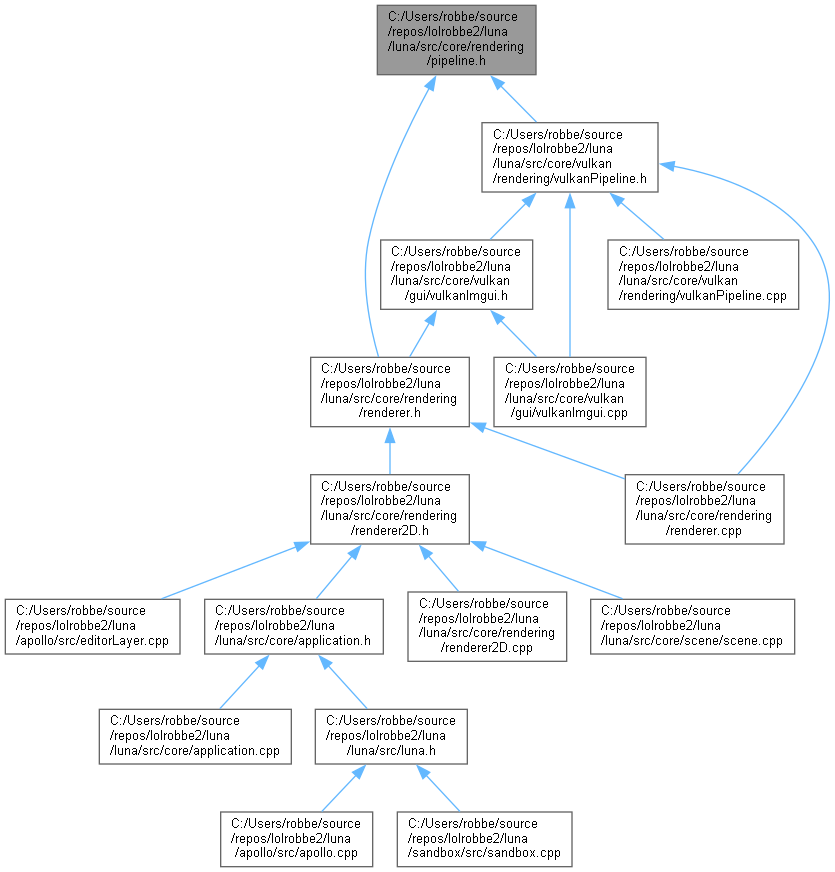 C:/Users/robbe/source
/repos/lolrobbe2/luna
/luna/src/core/rendering
/pipeline.h
C:/Users/robbe/source
/repos/lolrobbe2/luna
/luna/src/core/vulkan
/rendering/vulkanPipeline.h
C:/Users/robbe/source
/repos/lolrobbe2/luna
/luna/src/core/vulkan
/gui/vulkanImgui.h
C:/Users/robbe/source
/repos/lolrobbe2/luna
/luna/src/core/vulkan
/rendering/vulkanPipeline.cpp
C:/Users/robbe/source
/repos/lolrobbe2/luna
/luna/src/core/rendering
/renderer.h
C:/Users/robbe/source
/repos/lolrobbe2/luna
/luna/src/core/vulkan
/gui/vulkanImgui.cpp
C:/Users/robbe/source
/repos/lolrobbe2/luna
/luna/src/core/rendering
/renderer2D.h
C:/Users/robbe/source
/repos/lolrobbe2/luna
/luna/src/core/rendering
/renderer.cpp
C:/Users/robbe/source
/repos/lolrobbe2/luna
/apollo/src/editorLayer.cpp
C:/Users/robbe/source
/repos/lolrobbe2/luna
/luna/src/core/application.h
C:/Users/robbe/source
/repos/lolrobbe2/luna
/luna/src/core/rendering
/renderer2D.cpp
C:/Users/robbe/source
/repos/lolrobbe2/luna
/luna/src/core/scene/scene.cpp
C:/Users/robbe/source
/repos/lolrobbe2/luna
/luna/src/core/application.cpp
C:/Users/robbe/source
/repos/lolrobbe2/luna
/luna/src/luna.h
C:/Users/robbe/source
/repos/lolrobbe2/luna
/apollo/src/apollo.cpp
C:/Users/robbe/source
/repos/lolrobbe2/luna
/sandbox/src/sandbox.cpp